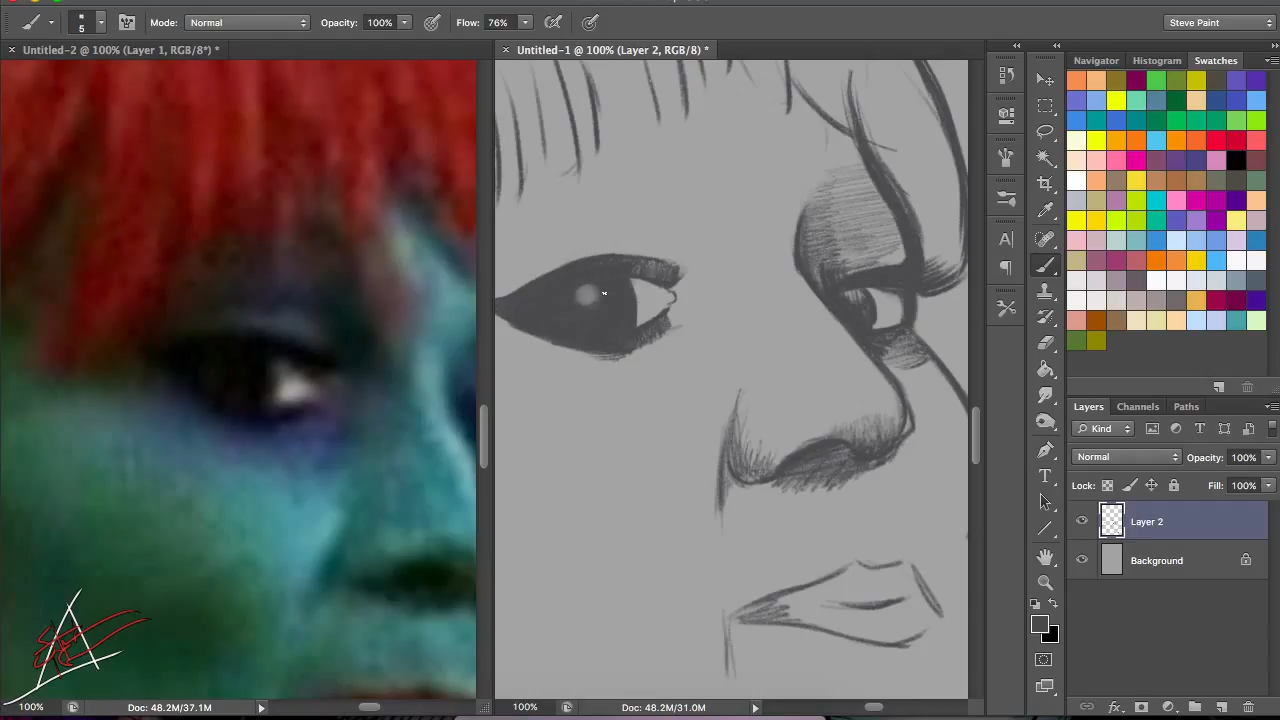 5
Mode: Normal
Opacity: 100%
Flow: 76%
Steve Paint
Untitled-2 @ 100% (Layer 1, RGB/8*) *
Untitled-1 @ 100% (Layer 2, RGB/8) *
Navigator
Histogram
Swatches
Layers
Channels
Paths
Kind
Normal
Opacity: 100%
Lock:
Fill: 100%
Layer 2
Background
100%
Doc: 48.2M/37.1M
100%
Doc: 48.2M/31.0M